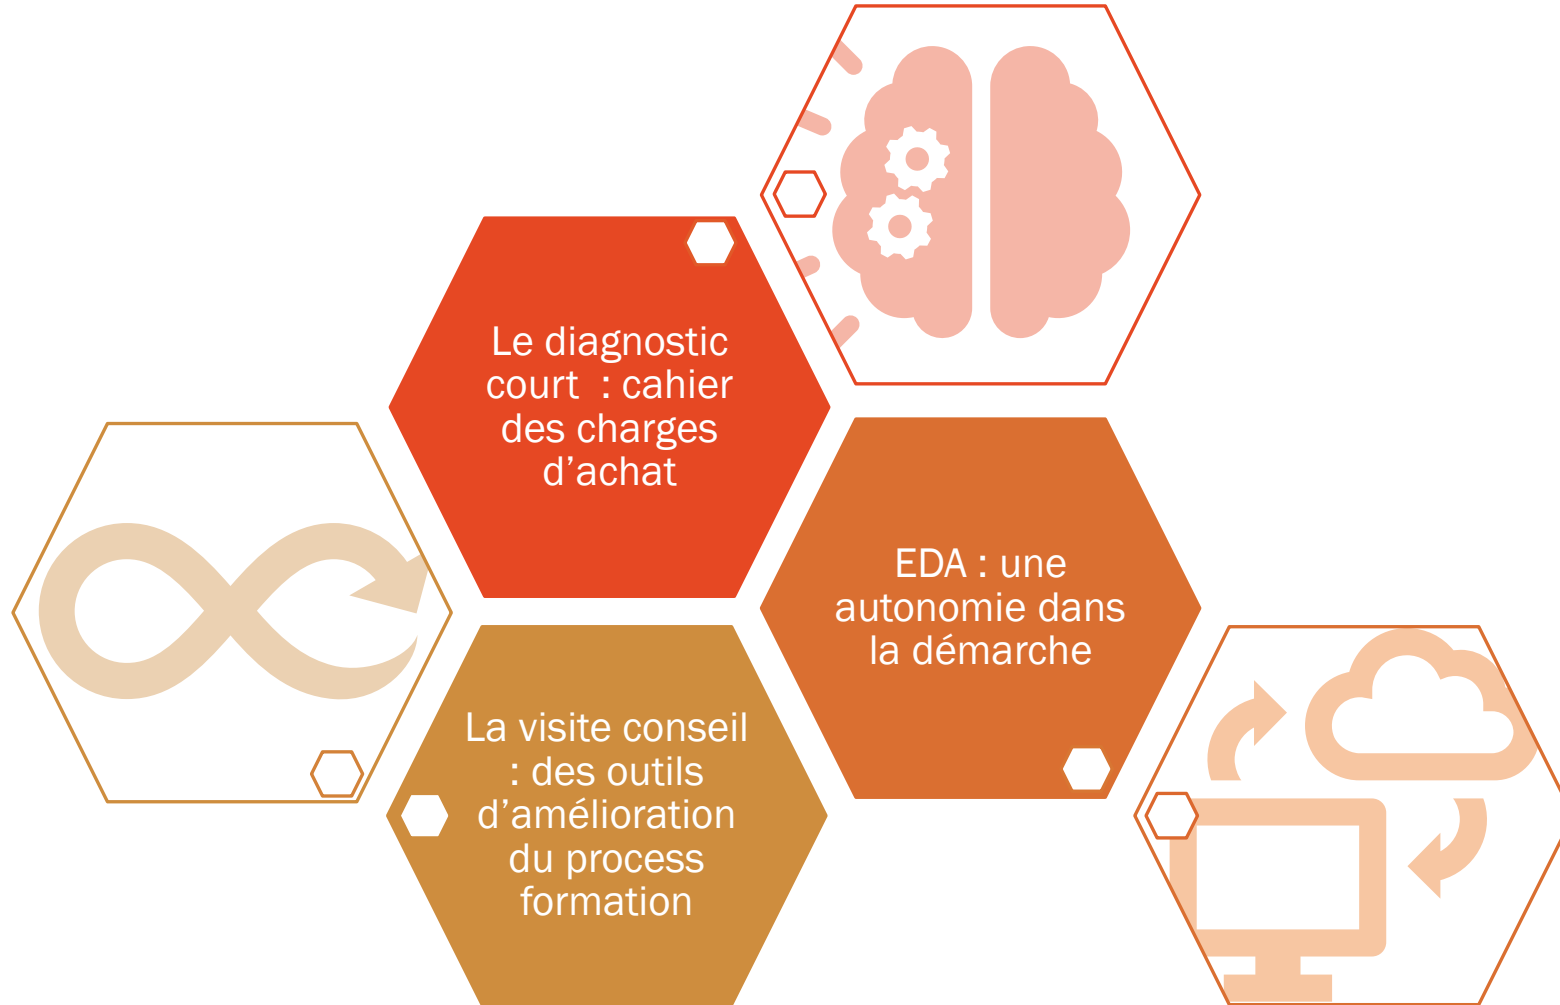 Le diagnostic
court  : cahier
des charges
d’achat
EDA : une
autonomie dans
la démarche
La visite conseil
: des outils
d’amélioration
du process
formation